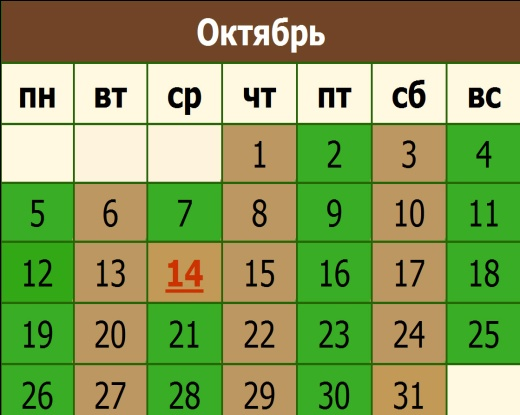 Октябрь
пн вт ср чт пт сб вс
1 2 3 4
5 6 7 8 9 10 11
12 13 14 15 16 17 18
19 20 21 22 23 24 25
26 27 28 29 30 31